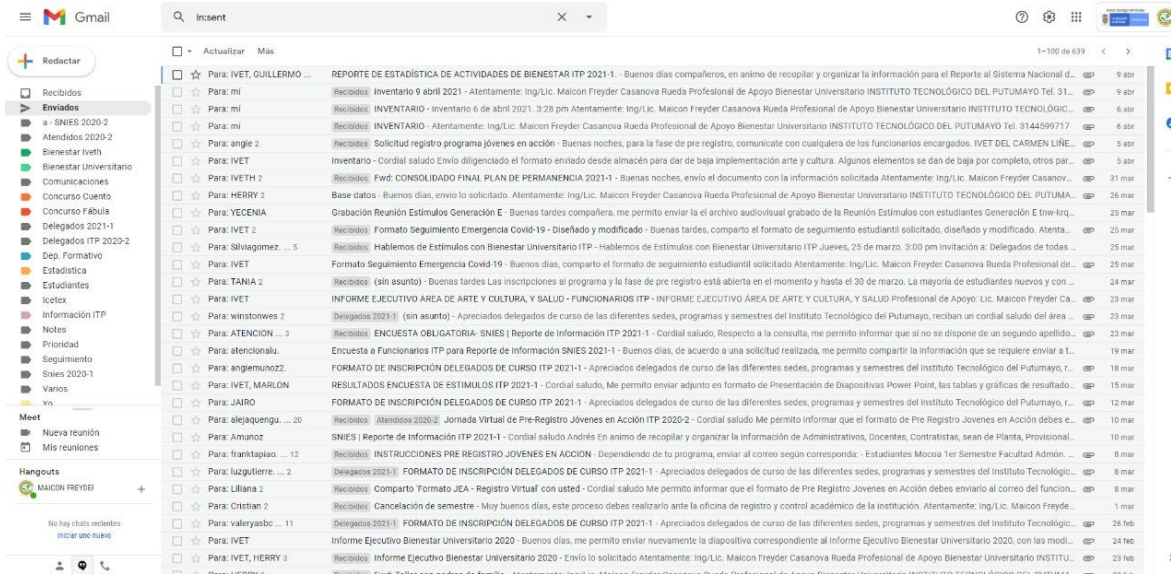 Gmail
in:sent
Redactar
Actualizar Más
1–100 de 639
Recibidos
Enviados
a - SNIES 2020-2
Atendidos 2020-2
Bienestar Iveth
Bienestar Universitario
Comunicaciones
Concurso Cuento
Concurso Fábula
Delegados 2021-1
Delegados ITP 2020-2
Dep. Formativo
Estadistica
Estudiantes
Icetex
Información ITP
Notes
Prioridad
Seguimiento
Snies 2020-1
Varios
Yo
Meet
Nueva reunión
Mis reuniones
Hangouts
MAICON FREYDEI
No hay chats recientes
Iniciar uno nuevo
Para: IVET, GUILLERMO ... REPORTE DE ESTADÍSTICA DE ACTIVIDADES DE BIENESTAR ITP 2021-1. - Buenos días compañeros, en animo de recopilar y organizar la información para el Reporte al Sistema Nacional d... 9 abr
Para: mí Recibidos Inventario 9 abril 2021 - Atentamente: Ing/Lic. Maicon Freyder Casanova Rueda Profesional de Apoyo Bienestar Universitario INSTITUTO TECNOLÓGICO DEL PUTUMAYO Tel. 31... 9 abr
Para: mí Recibidos INVENTARIO - Inventario 6 de abril 2021. 3:28 pm Atentamente: Ing/Lic. Maicon Freyder Casanova Rueda Profesional de Apoyo Bienestar Universitario INSTITUTO TECNOLÓGIC... 6 abr
Para: mí Recibidos INVENTARIO - Atentamente: Ing/Lic. Maicon Freyder Casanova Rueda Profesional de Apoyo Bienestar Universitario INSTITUTO TECNOLÓGICO DEL PUTUMAYO Tel. 3144599717 6 abr
Para: angie 2 Recibidos Solicitud registro programa jóvenes en acción - Buenas noches, para la fase de pre registro, comunicate con cualquiera de los funcionarios encargados. IVET DEL CARMEN LIÑE... 5 abr
Para: IVET Inventario - Cordial saludo Envío diligenciado el formato enviado desde almacén para dar de baja implementación arte y cultura. Algunos elementos se dan de baja por completo, otros par... 5 abr
Para: IVETH 2 Recibidos Fwd: CONSOLIDADO FINAL PLAN DE PERMANENCIA 2021-1 - Buenas noches, envío el documento con la información solicitada Atentamente: Ing/Lic. Maicon Freyder Casanov... 31 mar
Para: HERRY 2 Base datos - Buenos dias, envio lo solicitado. Atentamente: Ing/Lic. Maicon Freyder Casanova Rueda Profesional de Apoyo Bienestar Universitario INSTITUTO TECNOLÓGICO DEL PUTUMA... 26 mar
Para: YECENIA Grabación Reunión Estímulos Generación E - Buenas tardes compañera, me permito enviar la el archivo audiovisual grabado de la Reunión Estímulos con estudiantes Generación E tnw-krq... 25 mar
Para: IVET 2 Recibidos Formato Seguimiento Emergencia Covid-19 - Diseñado y modificado - Buenas tardes, comparto el formato de seguimiento estudiantil solicitado, diseñado y modificado. Atenta... 25 mar
Para: Silviagomez. ... 5 Recibidos Hablemos de Estímulos con Bienestar Universitario ITP - Hablemos de Estímulos con Bienestar Universitario ITP Jueves, 25 de marzo. 3:00 pm Invitación a: Delegados de todas ... 25 mar
Para: IVET Formato Seguimiento Emergencia Covid-19 - Buenos días, comparto el formato de seguimiento estudiantil solicitado Atentamente: Ing/Lic. Maicon Freyder Casanova Rueda Profesional de... 25 mar
Para: TANIA 2 Recibidos (sin asunto) - Buenas tardes Las inscripciones al programa y la fase de pre registro está abierta en el momento y hasta el 30 de marzo. La mayoría de estudiantes nuevos y con ... 24 mar
Para: IVET INFORME EJECUTIVO AREA DE ARTE Y CULTURA, Y SALUD - FUNCIONARIOS ITP - INFORME EJECUTIVO ÁREA DE ARTE Y CULTURA, Y SALUD Profesional de Apoyo: Lic. Maicon Freyder Ca... 23 mar
Para: winstonwes 2 Delegados 2021-1 (sin asunto) - Apreciados delegados de curso de las diferentes sedes, programas y semestres del Instituto Tecnológico del Putumayo, reciban un cordial saludo del área ... 23 mar
Para: ATENCION ... 3 Recibidos ENCUESTA OBLIGATORIA- SNIES | Reporte de Información ITP 2021-1 - Cordial saludo, Respecto a la consulta, me permito informar que si no se dispone de un segundo apellido... 23 mar
Para: atencionalu. Encuesta a Funcionarios ITP para Reporte de Información SNIES 2021-1 - Buenos días, de acuerdo a una solicitud realizada, me permito compartir la información que se requiere enviar a t... 19 mar
Para: angiemunoz2. FORMATO DE INSCRIPCIÓN DELEGADOS DE CURSO ITP 2021-1 - Apreciados delegados de curso de las diferentes sedes, programas y semestres del Instituto Tecnológico del Putumayo, r... 18 mar
Para: IVET, MARLON RESULTADOS ENCUESTA DE ESTIMULOS ITP 2021-1 - Cordial saludo, Me permito enviar adjunto en formato de Presentación de Diapositivas Power Point, las tablas y gráficas de resultado... 15 mar
Para: JAIRO FORMATO DE INSCRIPCIÓN DELEGADOS DE CURSO ITP 2021-1 - Apreciados delegados de curso de las diferentes sedes, programas y semestres del Instituto Tecnológico del Putumayo, r... 12 mar
Para: alejaquengu. ... 20 Recibidos Atendidos 2020-2 Jornada Virtual de Pre-Registro Jóvenes en Acción ITP 2020-2 - Cordial saludo Me permito informar que el formato de Pre Registro Jovenes en Acción debes e... 10 mar
Para: Amunoz SNIES | Reporte de Información ITP 2021-1 - Cordial saludo Andrés En animo de recopilar y organizar la información de Administrativos, Docentes, Contratistas, sean de Planta, Provisional... 10 mar
Para: franktapiao. ... 12 Recibidos INSTRUCCIONES PRE REGISTRO JOVENES EN ACCION - Dependiendo de tu programa, enviar al correo según corresponda: - Estudiantes Mocoa 1er Semestre Facultad Admón. ... 8 mar
Para: luzgutierre. ... 2 Delegados 2021-1 FORMATO DE INSCRIPCIÓN DELEGADOS DE CURSO ITP 2021-1 - Apreciados delegados de curso de las diferentes sedes, programas y semestres del Instituto Tecnológic... 8 mar
Para: Liliana 2 Recibidos Comparto 'Formato JEA - Registro Virtual' con usted - Cordial saludo Me permito informar que el formato de Pre Registro Jovenes en Acción debes enviarlo al correo del funcion... 8 mar
Para: Cristian 2 Recibidos Cancelación de semestre - Muy buenos días, este proceso debes realizarlo ante la oficina de registro y control académico de la institución. Atentamente: Ing/Lic. Maicon Freyde... 1 mar
Para: valeryasbc ... 11 Delegados 2021-1 FORMATO DE INSCRIPCIÓN DELEGADOS DE CURSO ITP 2021-1 - Apreciados delegados de curso de las diferentes sedes, programas y semestres del Instituto Tecnológic... 26 feb
Para: IVET Informe Ejecutivo Bienestar Universitario 2020 - Buenos días, me permito enviar nuevamente la diapositiva correspondiente al Informe Ejecutivo Bienestar Universitario 2020, con las modi... 24 feb
Para: IVET, HERRY 3 Recibidos Informe Ejecutivo Bienestar Universitario 2020 - Envío lo solicitado Atentamente: Ing/Lic. Maicon Freyder Casanova Rueda Profesional de Apoyo Bienestar Universitario INSTITU... 23 feb